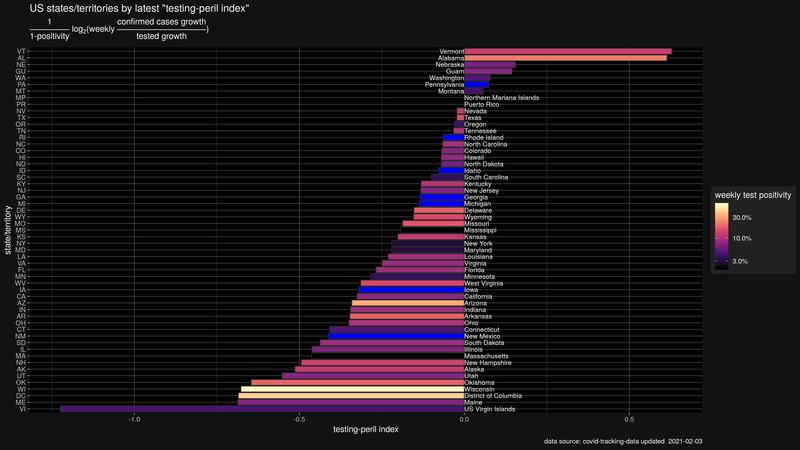 US states/territories by latest "testing-peril index"
1
1-positivity
log2(weekly
confirmed cases growth
tested growth
)
VT Vermont
AL Alabama
NE Nebraska
GU Guam
WA Washington
PA Pennsylvania
MT Montana
MP Northern Mariana Islands
PR Puerto Rico
NV Nevada
TX Texas
OR Oregon
TN Tennessee
RI Rhode Island
NC North Carolina
CO Colorado
HI Hawaii
ND North Dakota
ID Idaho
SC South Carolina
KY Kentucky
NJ New Jersey
GA Georgia
MI Michigan
DE Delaware
WY Wyoming
MO Missouri
MS Mississippi
KS Kansas
NY New York
MD Maryland
LA Louisiana
VA Virginia
FL Florida
MN Minnesota
WV West Virginia
IA Iowa
CA California
AZ Arizona
IN Indiana
AR Arkansas
OH Ohio
CT Connecticut
NM New Mexico
SD South Dakota
IL Illinois
MA Massachusetts
NH New Hampshire
AK Alaska
UT Utah
OK Oklahoma
WI Wisconsin
DC District of Columbia
ME Maine
VI US Virgin Islands
state/territory
-1.0 -0.5 0.0 0.5
testing-peril index
weekly test positivity
30.0%
10.0%
3.0%
data source: covid-tracking-data updated 2021-02-03